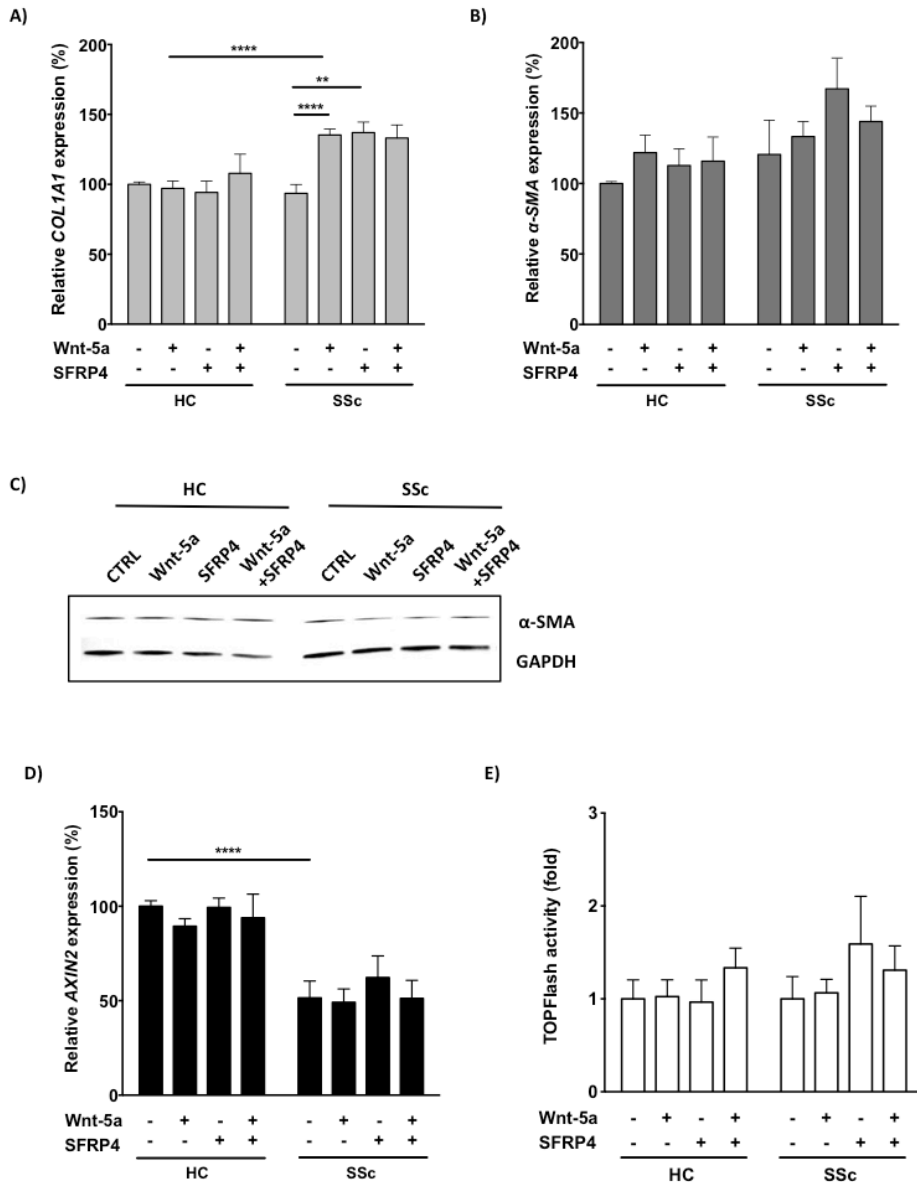 A)
Relative COL1A1 expression (%)
200
150
100
50
0
****
**
****
Wnt-5a - + - + - + - +
SFRP4 - - + + - - + +
HC SSc
B)
Relative α-SMA expression (%)
200
150
100
50
0
Wnt-5a - + - + - + - +
SFRP4 - - + + - - + +
HC SSc
C)
HC SSc
CTRL Wnt-5a SFRP4 Wnt-5a +SFRP4 CTRL Wnt-5a SFRP4 Wnt-5a +SFRP4
α-SMA
GAPDH
D)
Relative AXIN2 expression (%)
150
100
50
0
****
Wnt-5a - + - + - + - +
SFRP4 - - + + - - + +
HC SSc
E)
TOPFlash activity (fold)
3
2
1
0
Wnt-5a - + - + - + - +
SFRP4 - - + + - - + +
HC SSc